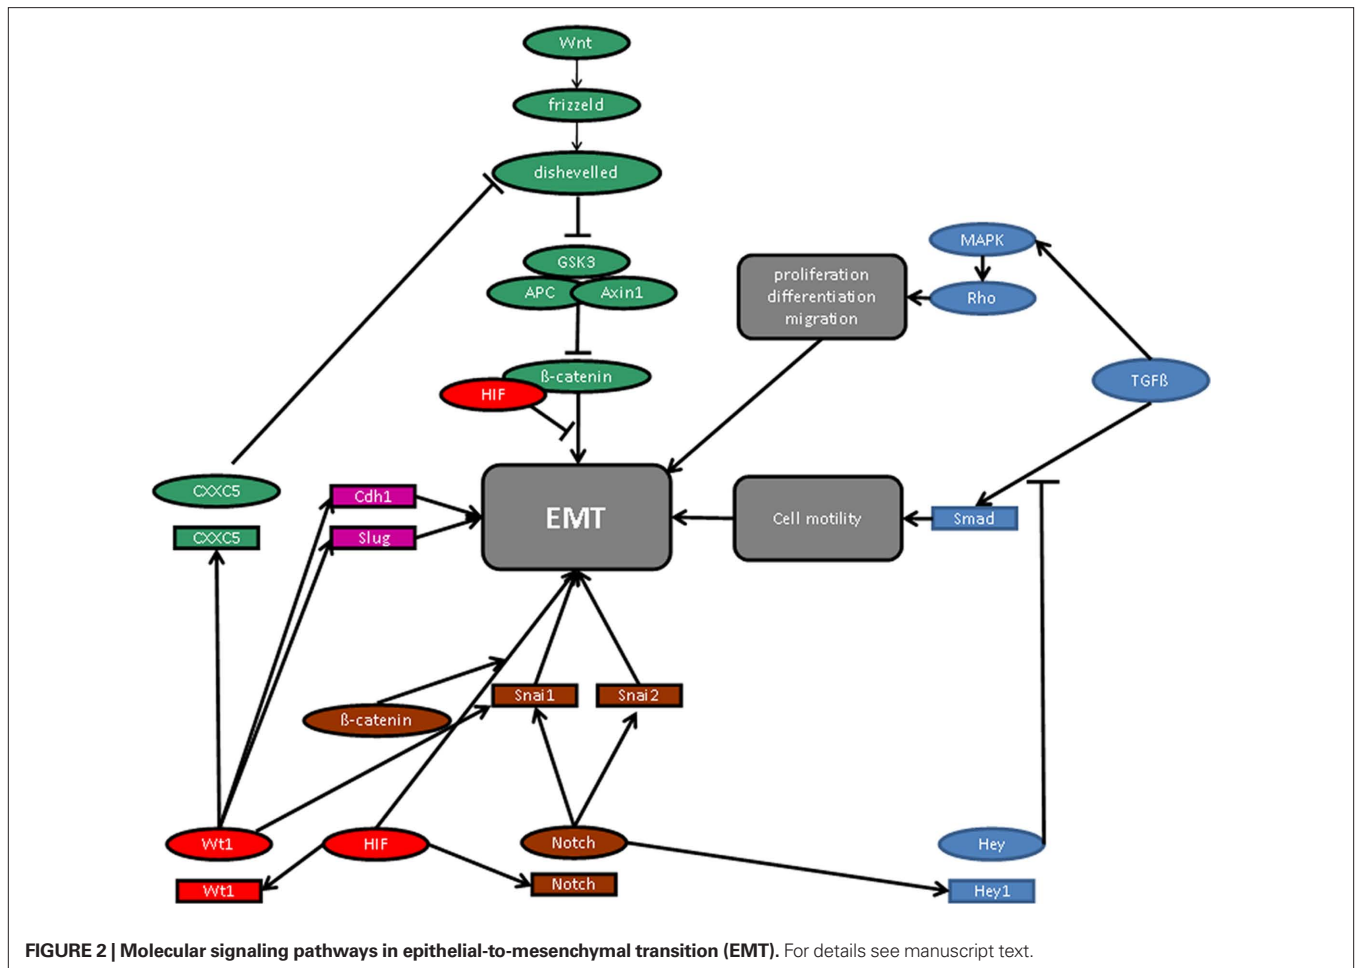 Wnt
frizzeld
dishevelled
GSK3
APC
Axin1
ß-catenin
HIF
MAPK
Rho
proliferation
differentiation
migration
TGFß
CXXC5
CXXC5
Cdh1
Slug
EMT
Cell motility
Smad
ß-catenin
Snai1
Snai2
Wt1
Wt1
HIF
Notch
Notch
Hey
Hey1
FIGURE 2 | Molecular signaling pathways in epithelial-to-mesenchymal transition (EMT). For details see manuscript text.